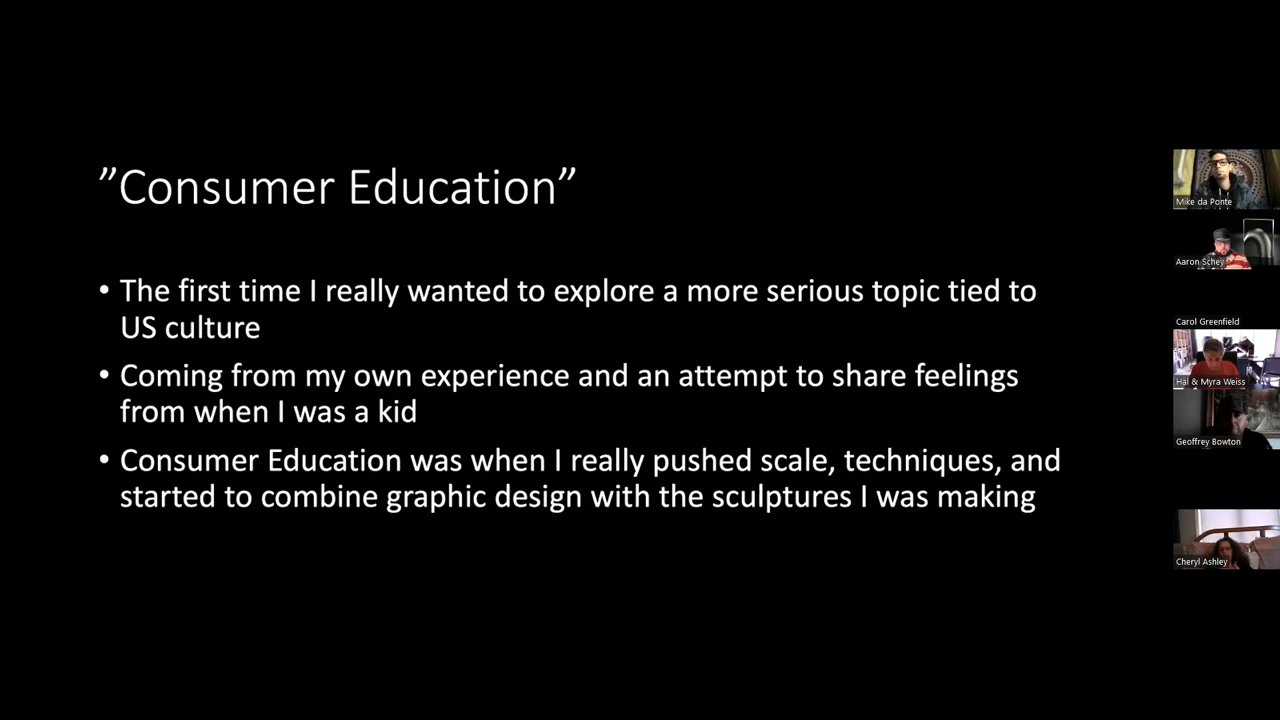 ”Consumer Education”
• The first time I really wanted to explore a more serious topic tied to
US culture
• Coming from my own experience and an attempt to share feelings
from when I was a kid
• Consumer Education was when I really pushed scale, techniques, and
started to combine graphic design with the sculptures I was making
Mike da Ponte
Aaron Schey
Carol Greenfield
Hal & Myra Weiss
Geoffrey Bowton
Cheryl Ashley